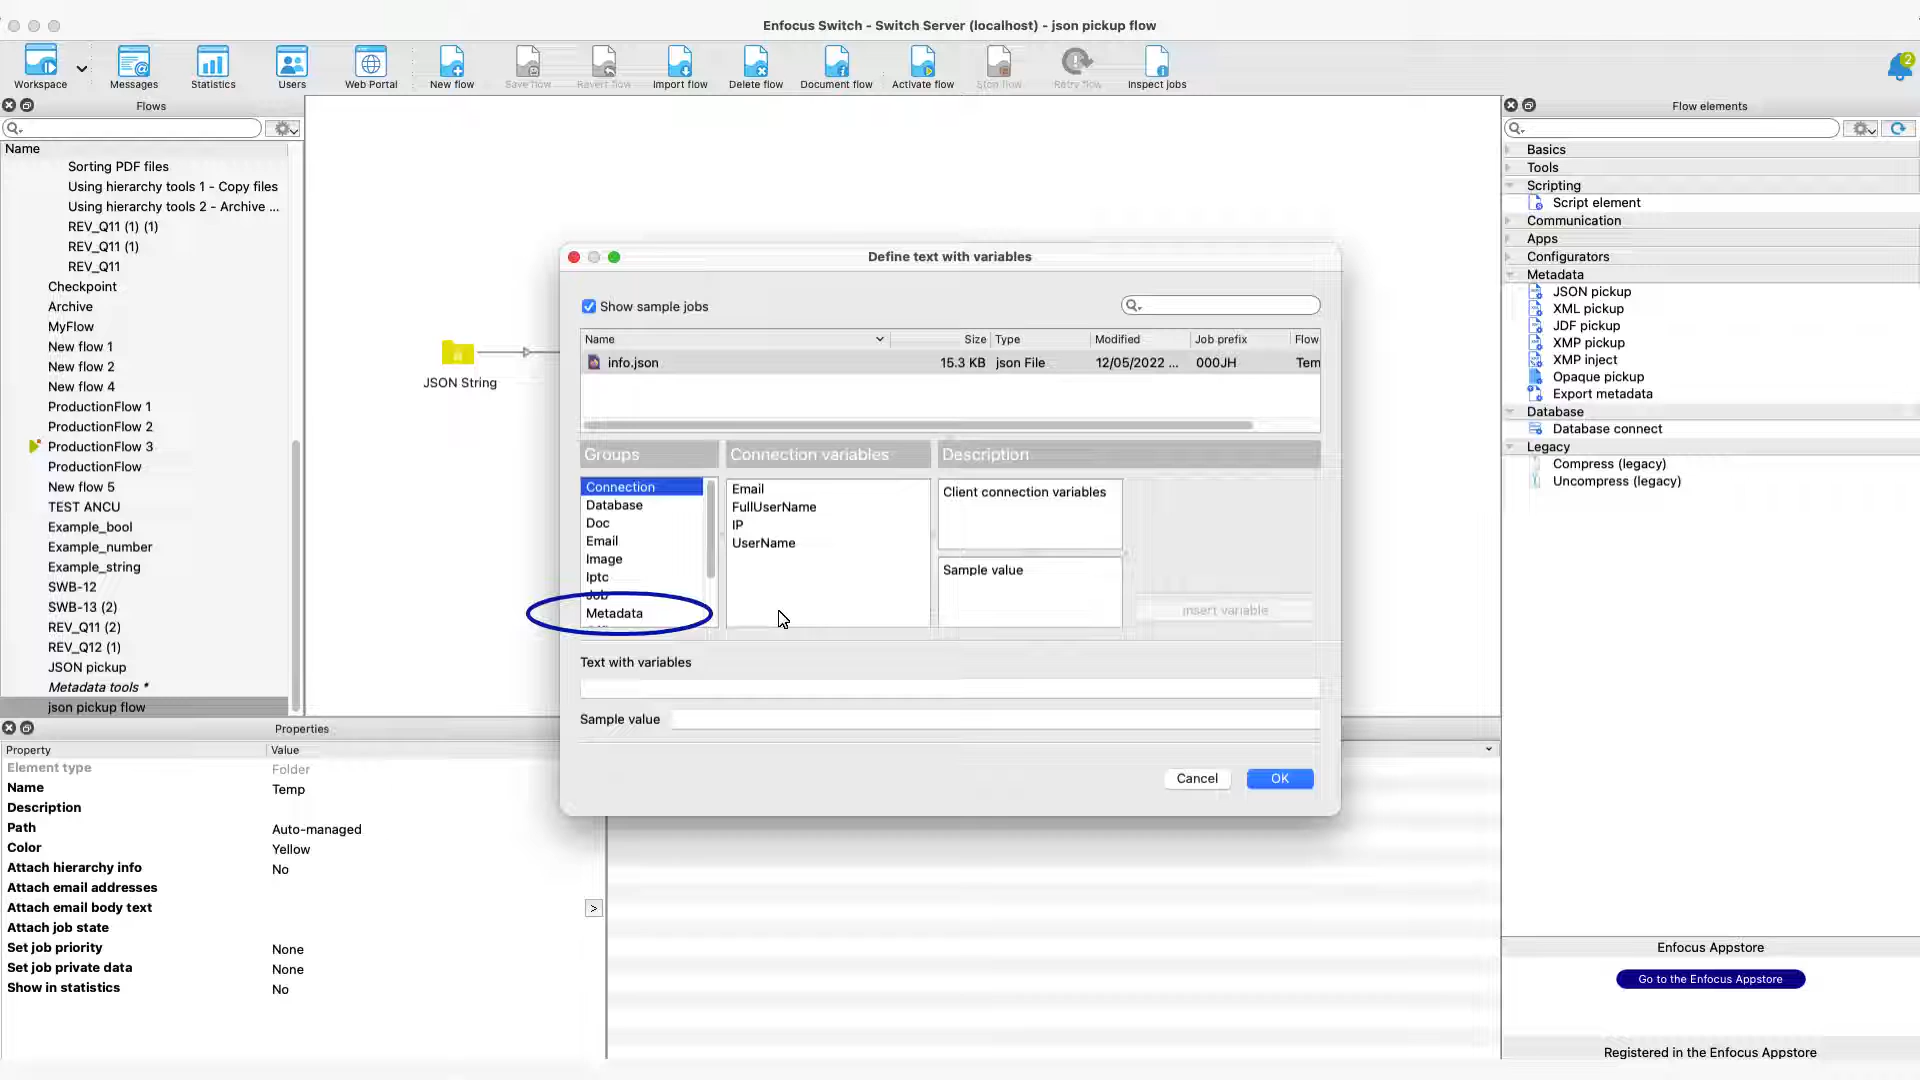 Enfocus Switch - Switch Server (localhost) - json pickup flow
Workspace
Messages
Statistics
Users
Web Portal
New flow
Save flow
Revert flow
Import flow
Delete flow
Document flow
Activate flow
Stop flow
Retry flow
Inspect jobs
2
Flows
Name
Sorting PDF files
Using hierarchy tools 1 - Copy files
Using hierarchy tools 2 - Archive ...
REV_Q11 (1) (1)
REV_Q11 (1)
REV_Q11
Checkpoint
Archive
MyFlow
New flow 1
New flow 2
New flow 4
ProductionFlow 1
ProductionFlow 2
ProductionFlow 3
ProductionFlow
New flow 5
TEST ANCU
Example_bool
Example_number
Example_string
SWB-12
SWB-13 (2)
REV_Q11 (2)
REV_Q12 (1)
JSON pickup
Metadata tools *
json pickup flow
JSON String
Define text with variables
Show sample jobs
Name Size Type Modified Job prefix Flow
info.json 15.3 KB json File 12/05/2022 ... 000JH Tem
Groups
Connection
Database
Doc
Email
Image
Iptc
Job
Metadata
Connection variables
Email
FullUserName
IP
UserName
Description
Client connection variables
Sample value
Insert variable
Text with variables
Sample value
Cancel
OK
Properties
Property Value
Element type Folder
Name Temp
Description
Path Auto-managed
Color Yellow
Attach hierarchy info No
Attach email addresses
Attach email body text
>
Attach job state
Set job priority None
Set job private data None
Show in statistics No
Flow elements
Basics
Tools
Scripting
Script element
Communication
Apps
Configurators
Metadata
JSON pickup
XML pickup
JDF pickup
XMP pickup
XMP inject
Opaque pickup
Export metadata
Database
Database connect
Legacy
Compress (legacy)
Uncompress (legacy)
Enfocus Appstore
Go to the Enfocus Appstore
Registered in the Enfocus Appstore